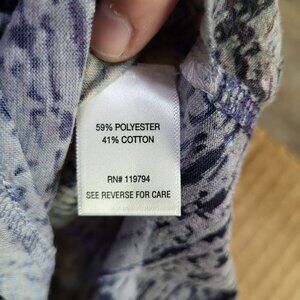 59% POLYESTER
41% COTTON
RN# 119794
SEE REVERSE FOR CARE